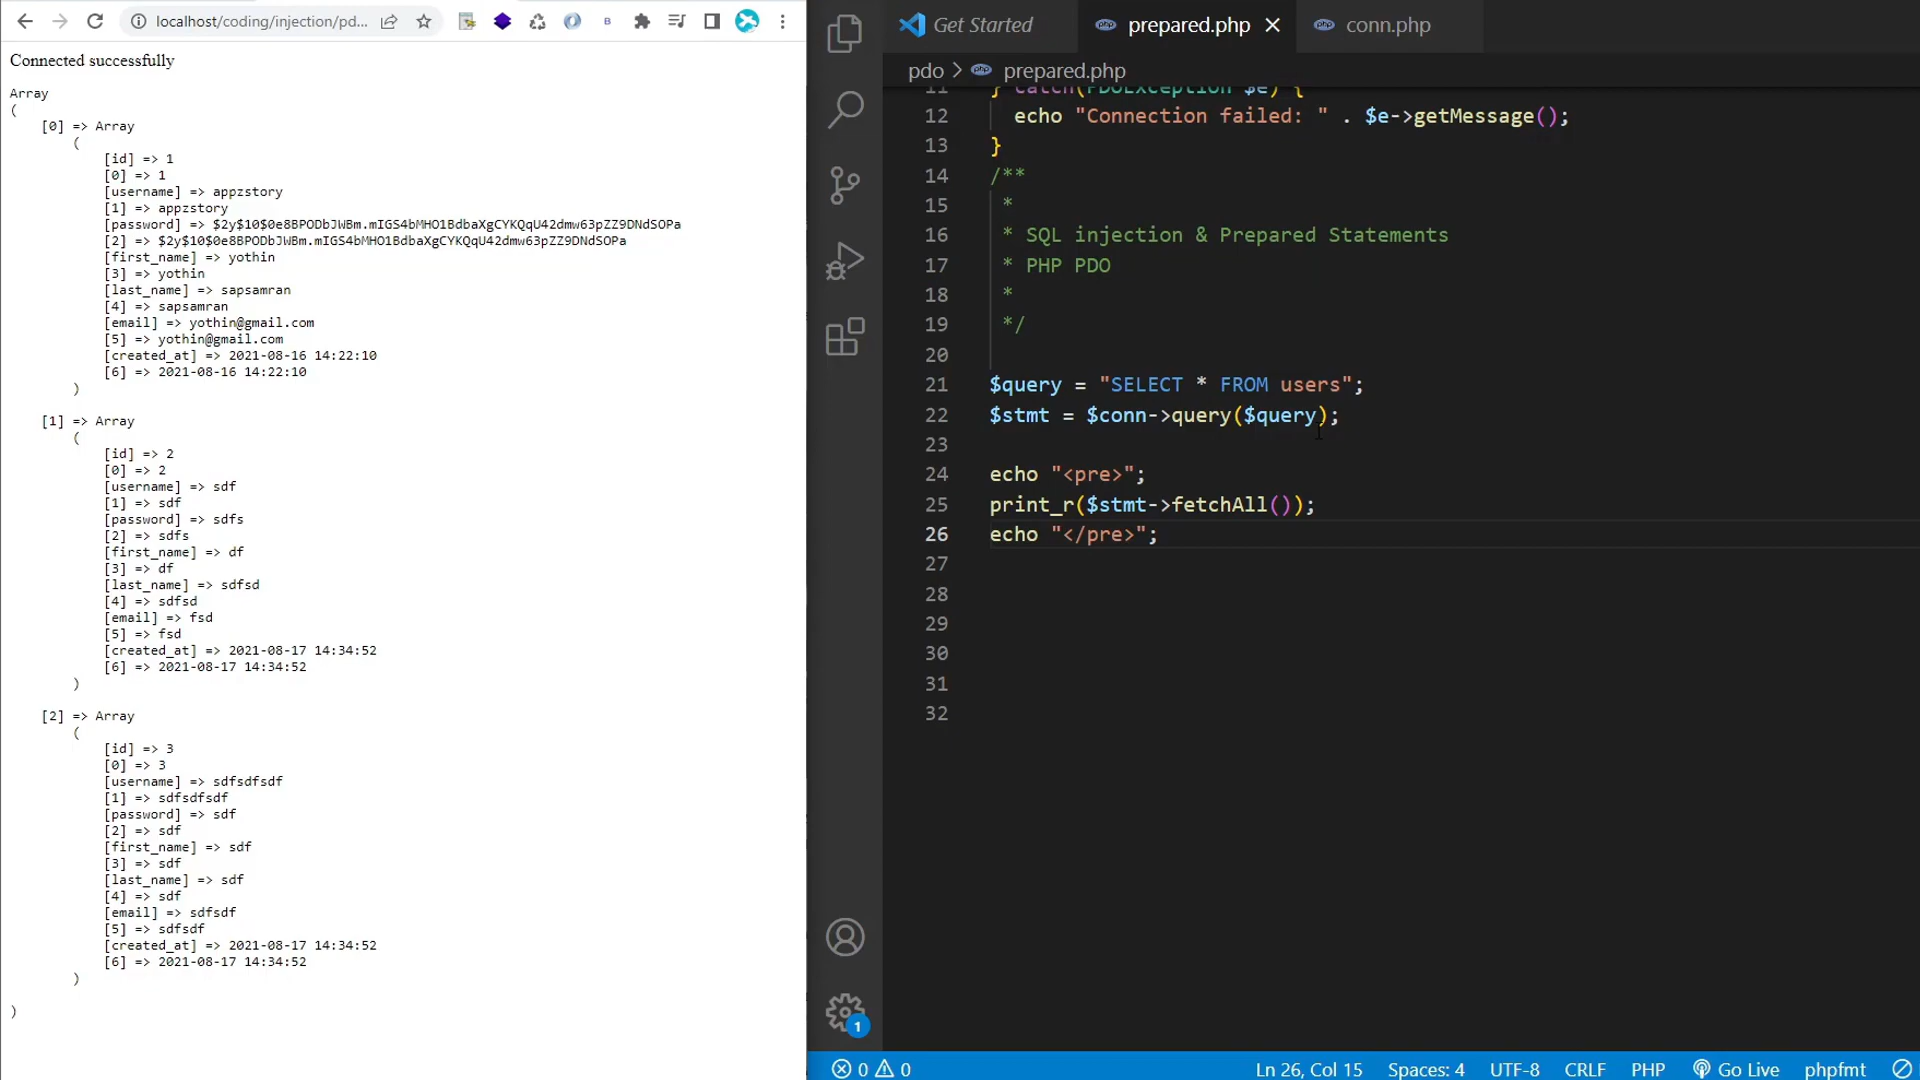 localhost/coding/injection/pd...
Connected successfully
Array
(
[0] => Array
(
[id] => 1
[0] => 1
[username] => appzstory
[1] => appzstory
[password] => $2y$10$0e8BPODbJWBm.mIGS4bMHO1BdbaXgCYKQqU42dmw63pZZ9DNdSOPa
[2] => $2y$10$0e8BPODbJWBm.mIGS4bMHO1BdbaXgCYKQqU42dmw63pZZ9DNdSOPa
[first_name] => yothin
[3] => yothin
[last_name] => sapsamran
[4] => sapsamran
[email] => yothin@gmail.com
[5] => yothin@gmail.com
[created_at] => 2021-08-16 14:22:10
[6] => 2021-08-16 14:22:10
)
[1] => Array
(
[id] => 2
[0] => 2
[username] => sdf
[1] => sdf
[password] => sdfs
[2] => sdfs
[first_name] => df
[3] => df
[last_name] => sdfsd
[4] => sdfsd
[email] => fsd
[5] => fsd
[created_at] => 2021-08-17 14:34:52
[6] => 2021-08-17 14:34:52
)
[2] => Array
(
[id] => 3
[0] => 3
[username] => sdfsdfsdf
[1] => sdfsdfsdf
[password] => sdf
[2] => sdf
[first_name] => sdf
[3] => sdf
[last_name] => sdf
[4] => sdf
[email] => sdfsdf
[5] => sdfsdf
[created_at] => 2021-08-17 14:34:52
[6] => 2021-08-17 14:34:52
)
)
Get Started
prepared.php
conn.php
pdo > prepared.php
11 } catch(PDOException $e) {
12 echo "Connection failed: " . $e->getMessage();
13 }
14 /**
15 *
16 * SQL injection & Prepared Statements
17 * PHP PDO
18 *
19 */
20
21 $query = "SELECT * FROM users";
22 $stmt = $conn->query($query);
23
24 echo "<pre>";
25 print_r($stmt->fetchAll());
26 echo "</pre>";
27
28
29
30
31
32
1
0 0 Ln 26, Col 15 Spaces: 4 UTF-8 CRLF PHP Go Live phpfmt